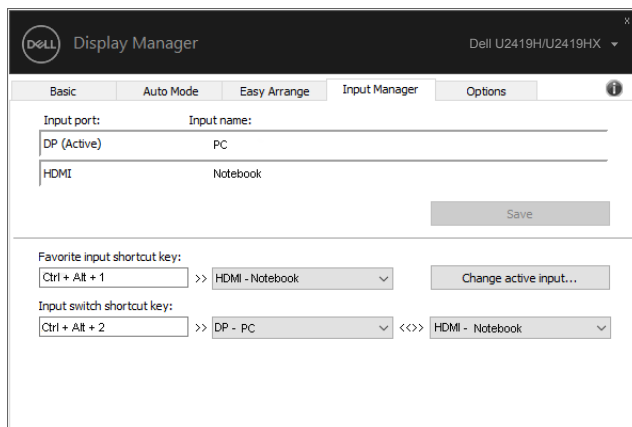 x
DELL Display Manager Dell U2419H/U2419HX
Basic Auto Mode Easy Arrange Input Manager Options i
Input port: Input name:
DP (Active) PC
HDMI Notebook
Save
Favorite input shortcut key:
Ctrl + Alt + 1 >> HDMI - Notebook Change active input...
Input switch shortcut key:
Ctrl + Alt + 2 >> DP - PC <<>> HDMI - Notebook